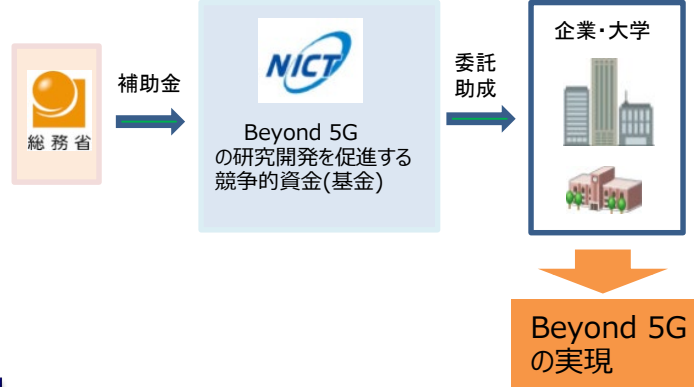 総務省
補助金
NICT
Beyond 5G
の研究開発を促進する
競争的資金(基金)
委託
助成
企業・大学
Beyond 5G
の実現